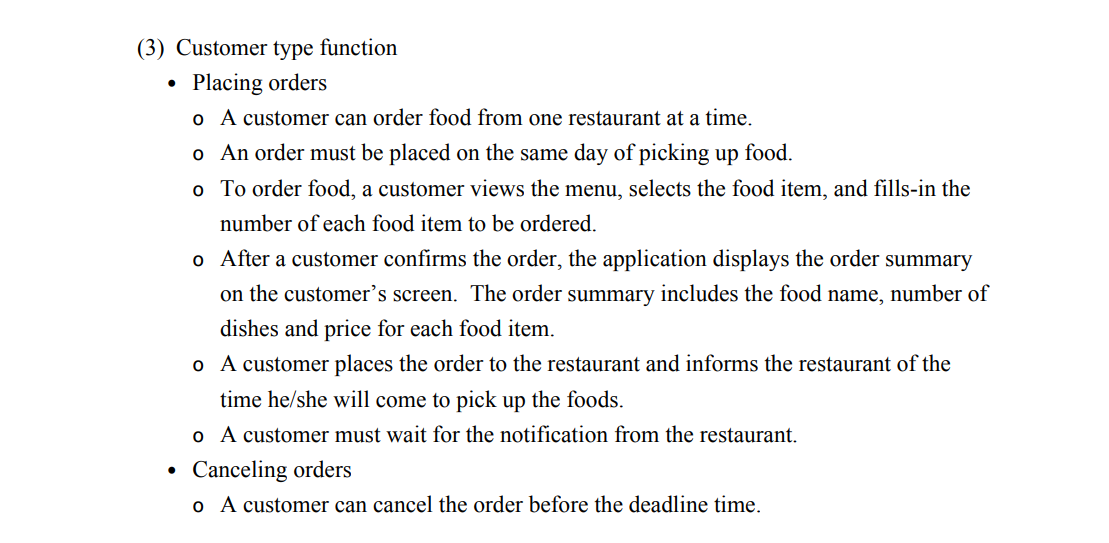 (3) Customer type function
• Placing orders
o A customer can order food from one restaurant at a time.
o An order must be placed on the same day of picking up food.
o To order food, a customer views the menu, selects the food item, and fills-in the
number of each food item to be ordered.
o After a customer confirms the order, the application displays the order summary
on the customer’s screen. The order summary includes the food name, number of
dishes and price for each food item.
o A customer places the order to the restaurant and informs the restaurant of the
time he/she will come to pick up the foods.
o A customer must wait for the notification from the restaurant.
• Canceling orders
o A customer can cancel the order before the deadline time.